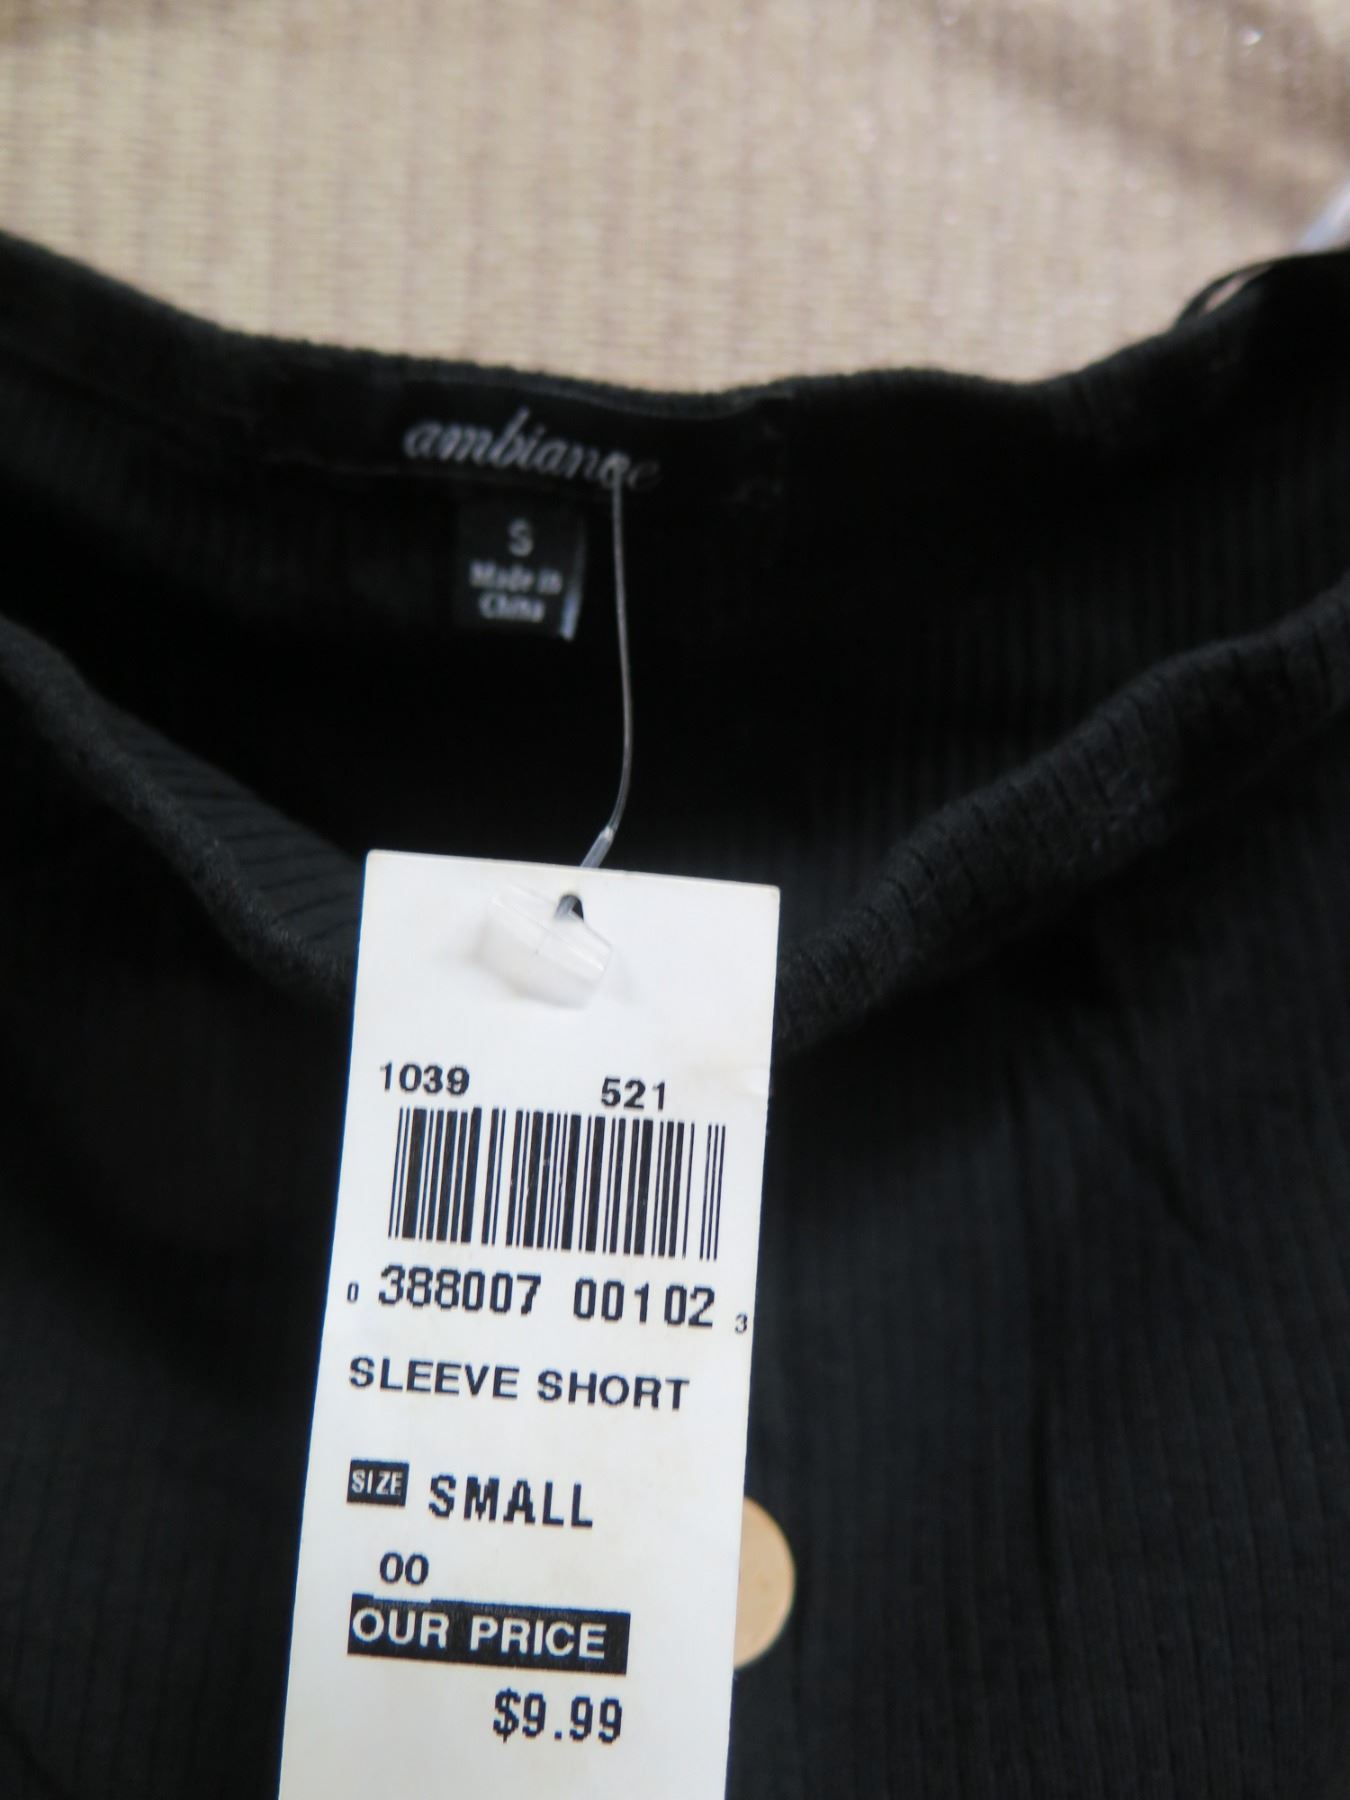 ambiance
S
Made in
China
1039 521
0 388007 00102 3
SLEEVE SHORT
SIZE SMALL
00
OUR PRICE
$9.99